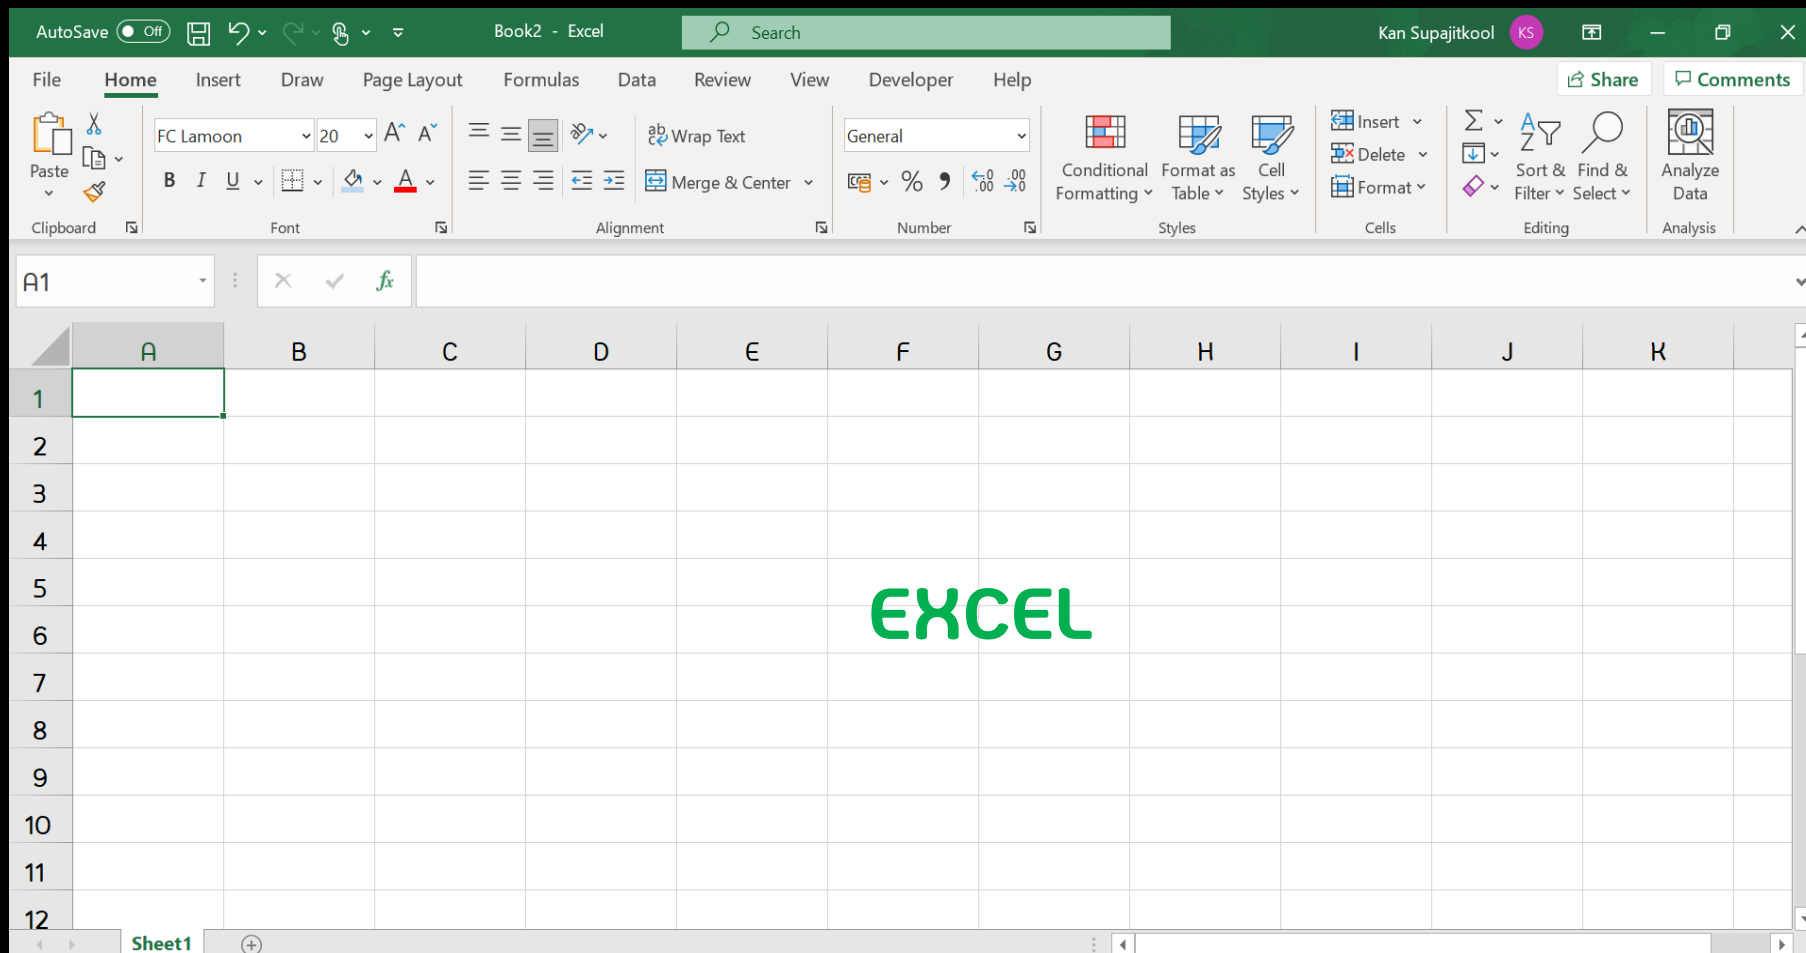 AutoSave Off Book2 - Excel Search Kan Supajitkool KS
File Home Insert Draw Page Layout Formulas Data Review View Developer Help Share Comments
Paste
Clipboard
FC Lamoon 20
B I U A
Font
ab Wrap Text
Merge & Center
Alignment
General
% .00 .00
Number
Conditional Formatting
Format as Table
Cell Styles
Styles
Insert
Delete
Format
Cells
Sort & Filter
Find & Select
Editing
Analyze Data
Analysis
A1 fx
A B C D E F G H I J K
1
2
3
4
5
EXCEL
6
7
8
9
10
11
12
Sheet1